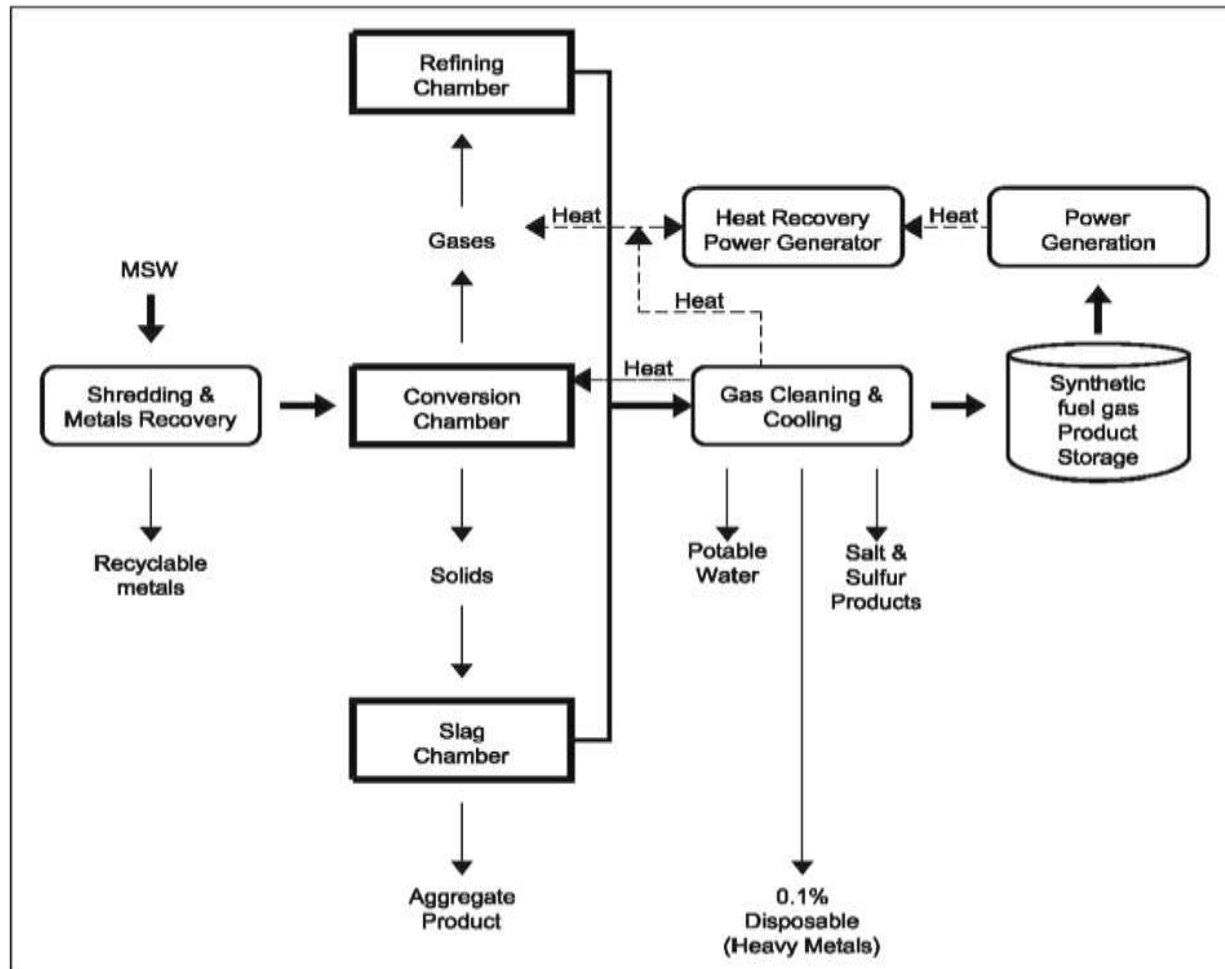 Refining
Chamber
Heat
Heat Recovery
Power Generator
Heat
Power
Generation
Gases
MSW
Heat
Shredding &
Metals Recovery
Conversion
Chamber
Heat
Gas Cleaning &
Cooling
Synthetic
fuel gas
Product
Storage
Recyclable
metals
Solids
Potable
Water
Salt &
Sulfur
Products
Slag
Chamber
Aggregate
Product
0.1%
Disposable
(Heavy Metals)